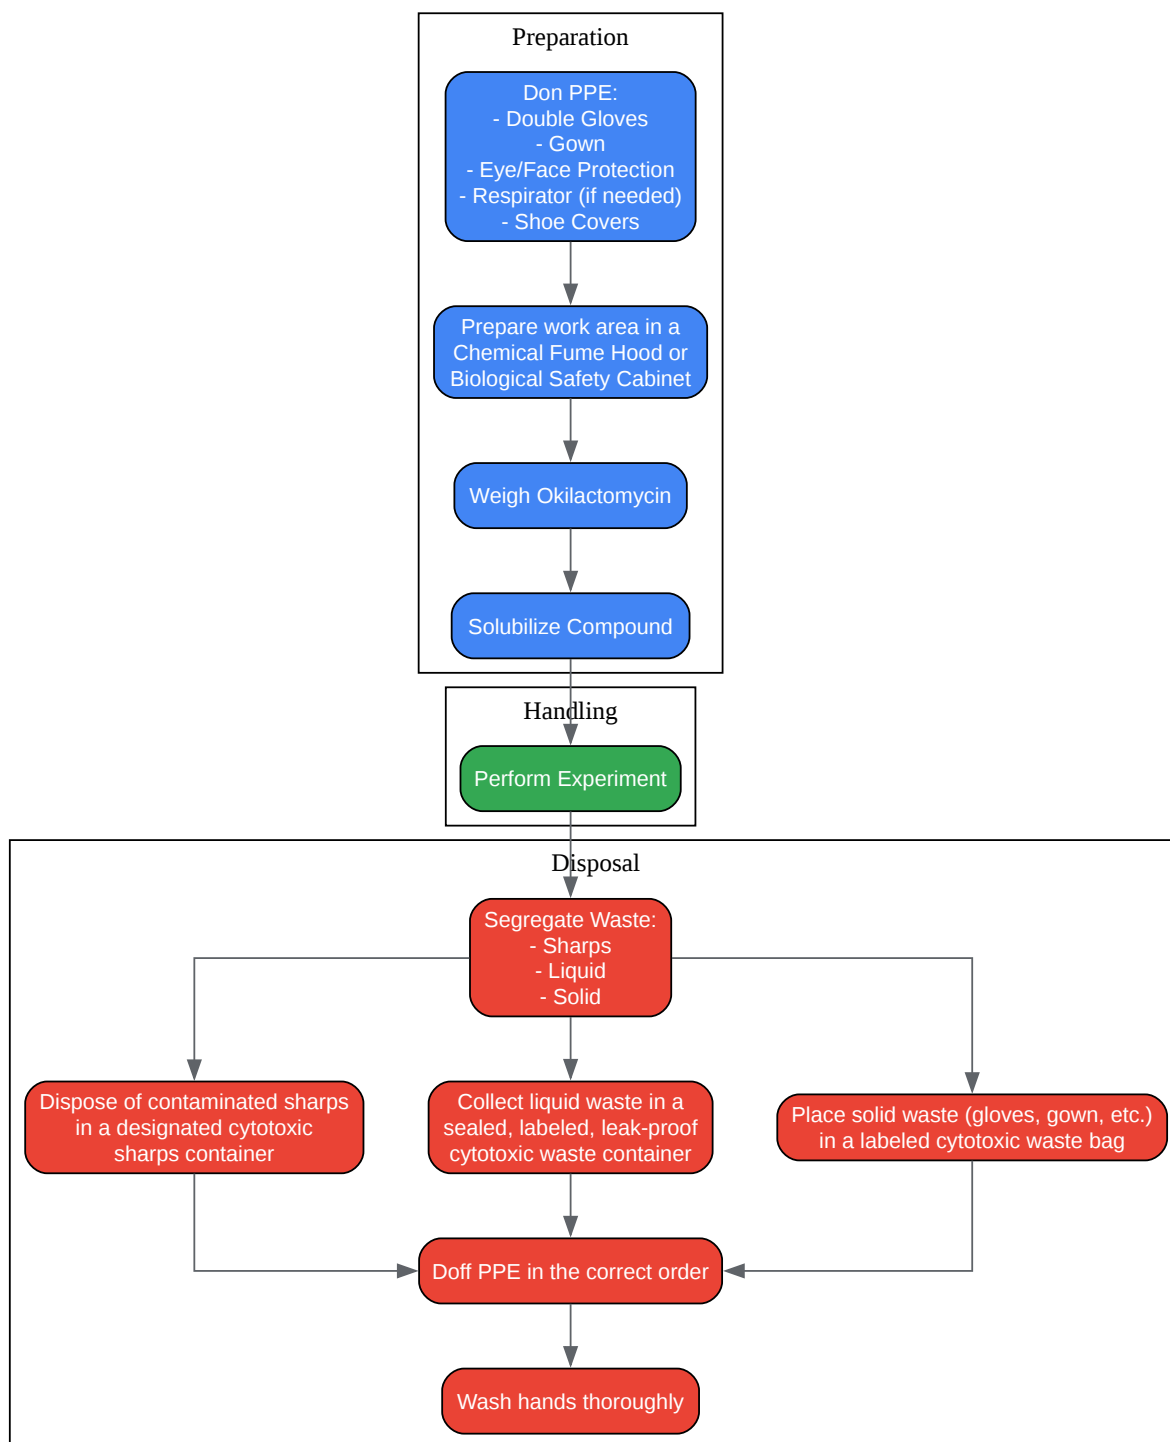 Preparation
Don PPE:
- Double Gloves
- Gown
- Eye/Face Protection
- Respirator (if needed)
- Shoe Covers
Prepare work area in a
Chemical Fume Hood or
Biological Safety Cabinet
Weigh Okilactomycin
Solubilize Compound
Handling
Perform Experiment
Disposal
Segregate Waste:
- Sharps
- Liquid
- Solid
Dispose of contaminated sharps
in a designated cytotoxic
sharps container
Collect liquid waste in a
sealed, labeled, leak-proof
cytotoxic waste container
Place solid waste (gloves, gown, etc.)
in a labeled cytotoxic waste bag
Doff PPE in the correct order
Wash hands thoroughly